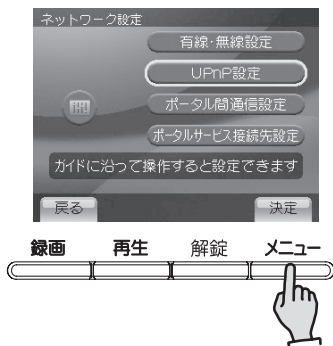 ネットワーク設定
有線·無線設定
UPnP設定
ポータル間通信設定
ポータルサービス接続先設定
ガイドに沿って操作すると設定できます
戻る 決定
録画 再生 解錠 メニュー